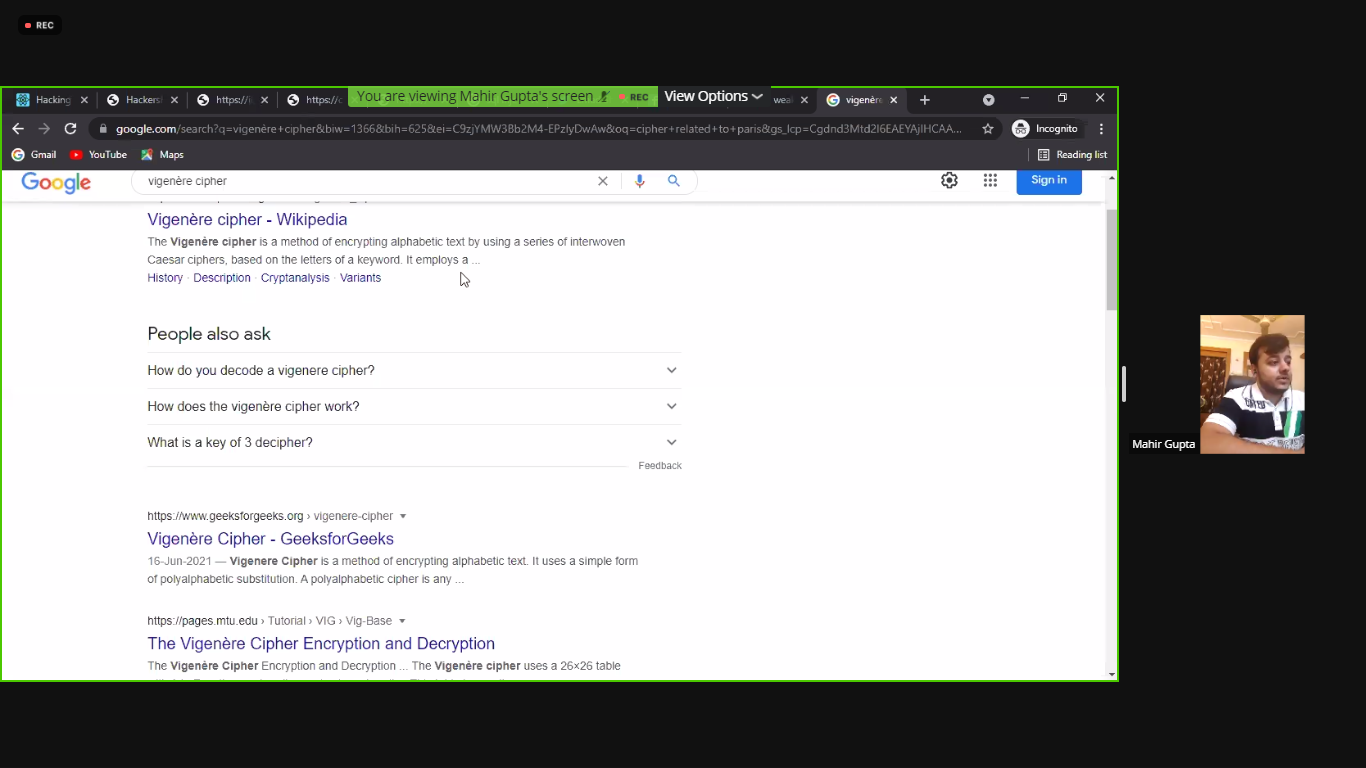 REC
Hacking
Hackers
https://i
https://
You are viewing Mahir Gupta's screen
REC
View Options
weal
vigenère
google.com/search?q=vigenère+cipher&biw=1366&bih=625&ei=C9zjYMW3Bb2M4-EPzIyDwAw&oq=cipher+related+to+paris&gs_lcp=Cgdnd3Mtd2l6EAEYAjIHCAA...
Incognito
Gmail
YouTube
Maps
Reading list
Google
vigenère cipher
Sign in
Vigenère cipher - Wikipedia
The Vigenère cipher is a method of encrypting alphabetic text by using a series of interwoven
Caesar ciphers, based on the letters of a keyword. It employs a ...
History · Description · Cryptanalysis · Variants
People also ask
How do you decode a vigenere cipher?
How does the vigenère cipher work?
What is a key of 3 decipher?
Feedback
https://www.geeksforgeeks.org › vigenere-cipher
Vigenère Cipher - GeeksforGeeks
16-Jun-2021 — Vigenere Cipher is a method of encrypting alphabetic text. It uses a simple form
of polyalphabetic substitution. A polyalphabetic cipher is any ...
https://pages.mtu.edu › Tutorial › VIG › Vig-Base
The Vigenère Cipher Encryption and Decryption
The Vigenère Cipher Encryption and Decryption ... The Vigenère cipher uses a 26×26 table
Mahir Gupta